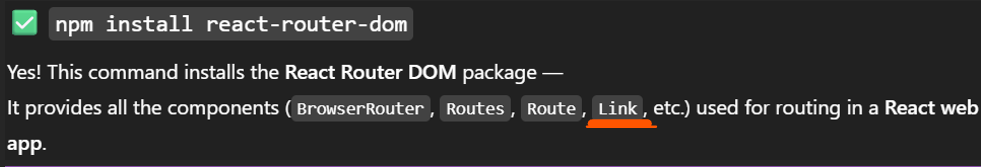 ✅ npm install react-router-dom
Yes! This command installs the React Router DOM package —
It provides all the components (BrowserRouter, Routes, Route, Link, etc.) used for routing in a React web
app.